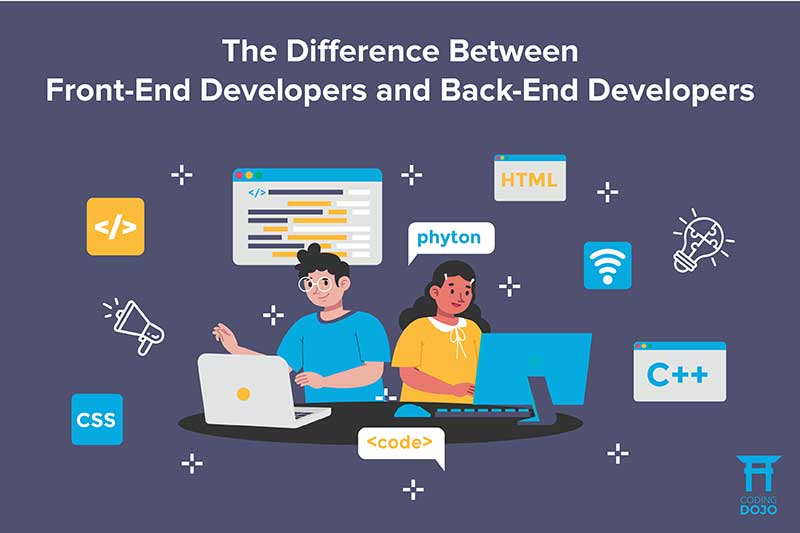 The Difference Between
Front-End Developers and Back-End Developers
</>
HTML
</>
phyton
C++
CSS
<code>
CODING
DOJO